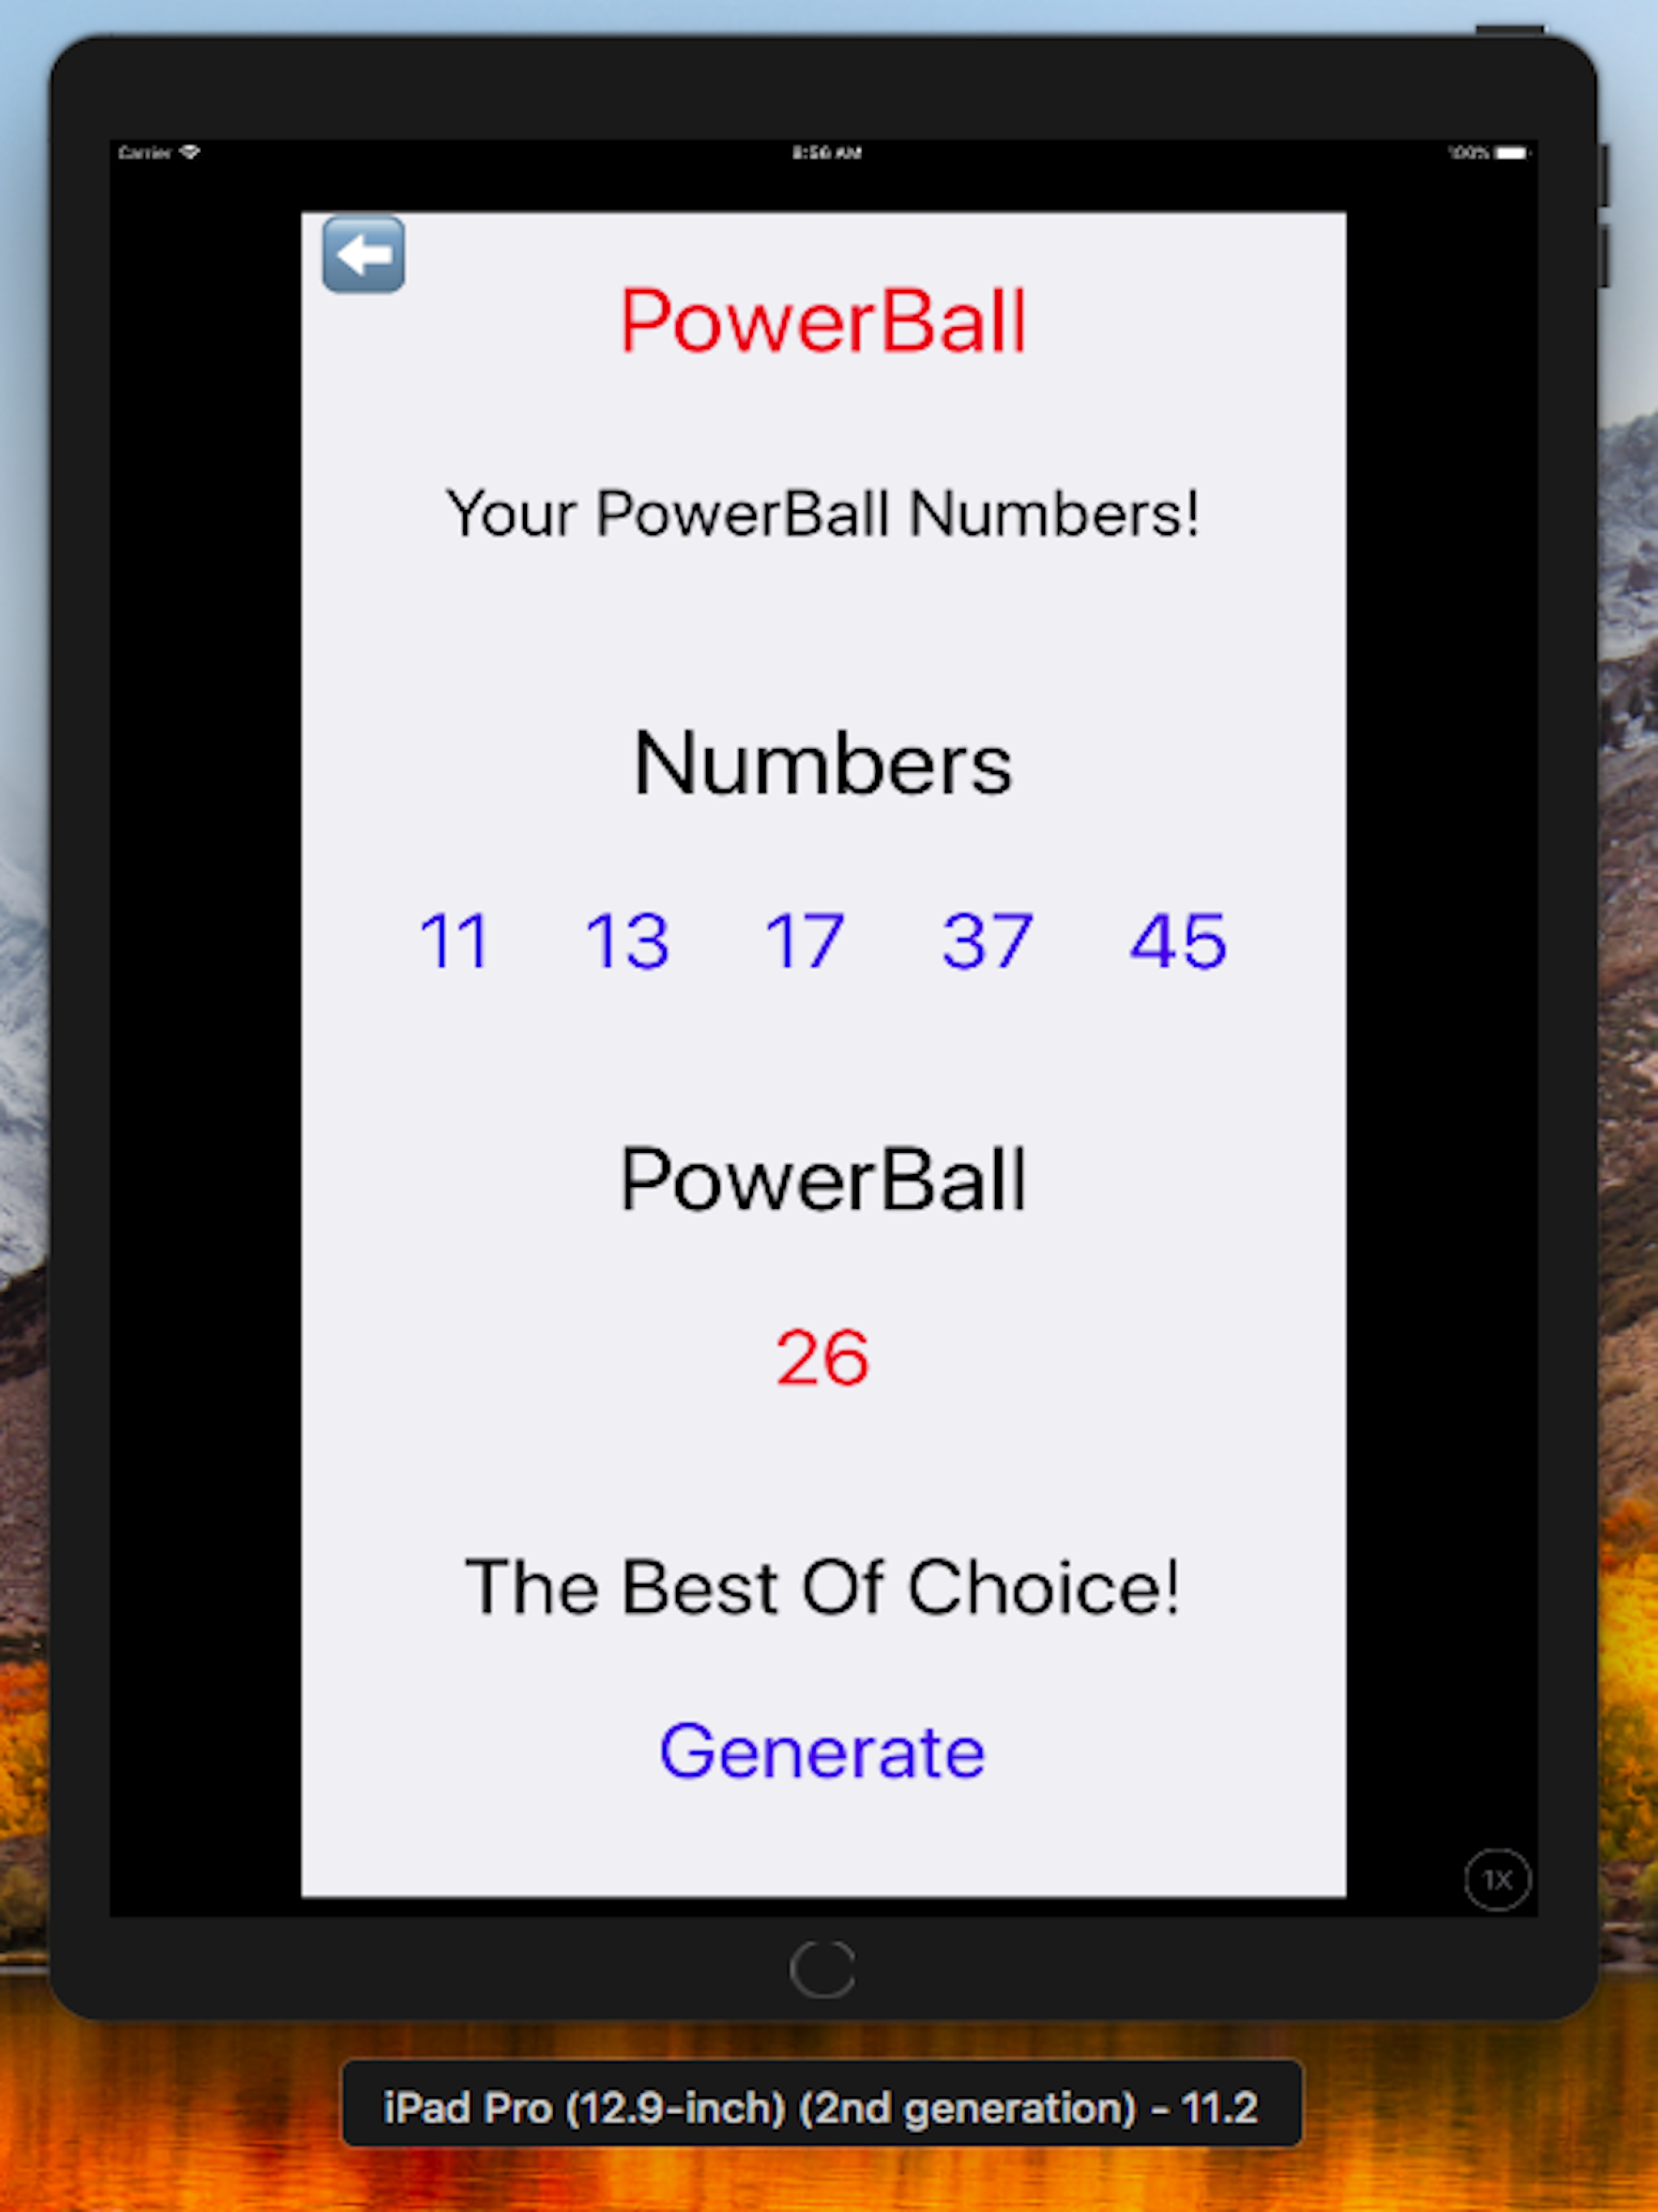 Carrier 8:56 AM 100%
PowerBall
Your PowerBall Numbers!
Numbers
11 13 17 37 45
PowerBall
26
The Best Of Choice!
Generate
1X
iPad Pro (12.9-inch) (2nd generation) - 11.2